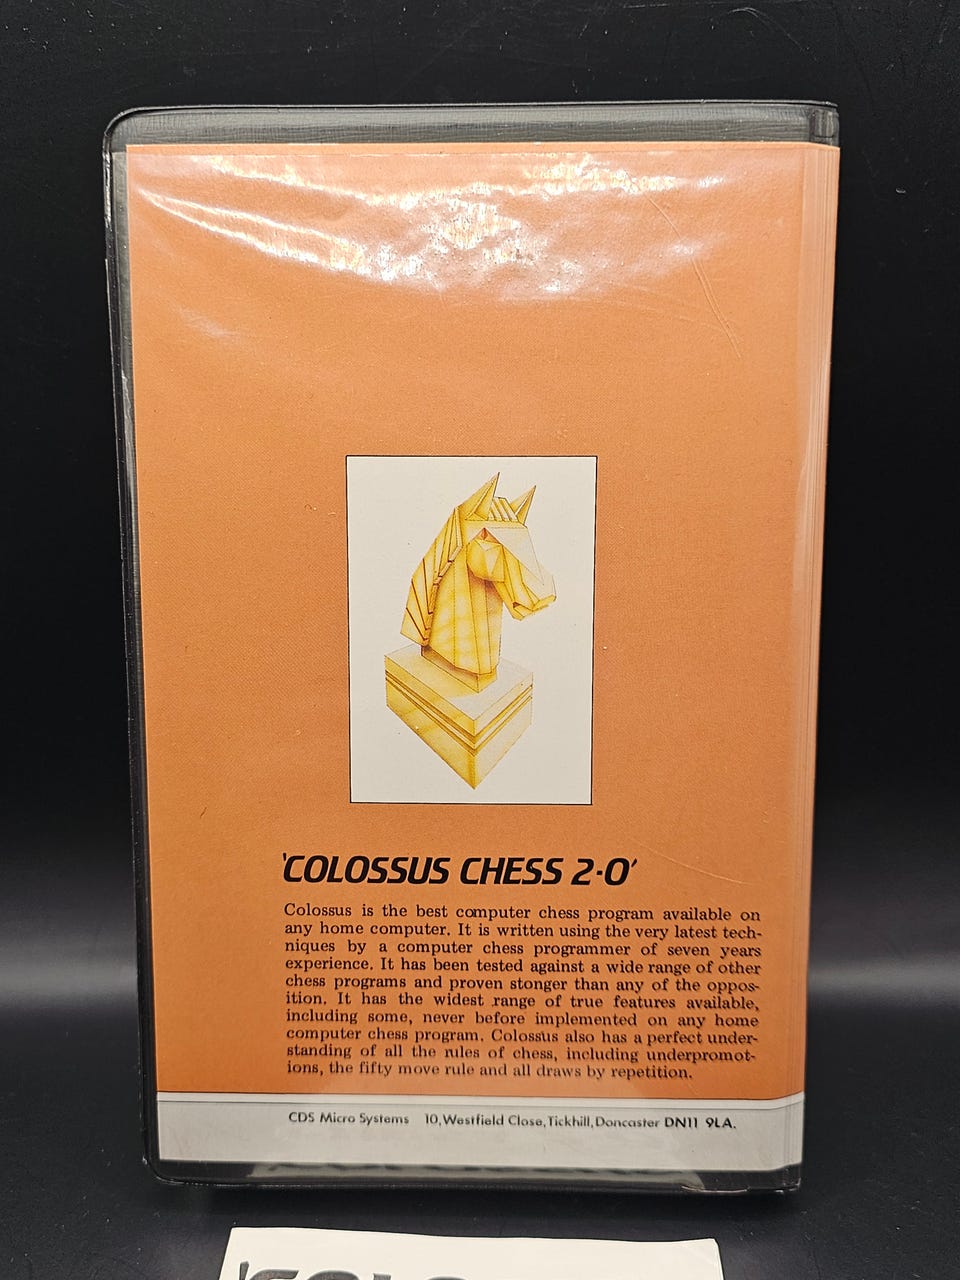 'COLOSSUS CHESS 2·0'
Colossus is the best computer chess program available on
any home computer. It is written using the very latest tech-
niques by a computer chess programmer of seven years
experience. It has been tested against a wide range of other
chess programs and proven stonger than any of the oppos-
ition. It has the widest range of true features available,
including some, never before implemented on any home
computer chess program. Colossus also has a perfect under-
standing of all the rules of chess, including underpromot-
ions, the fifty move rule and all draws by repetition.
CDS Micro Systems 10, Westfield Close, Tickhill, Doncaster DN11 9LA.